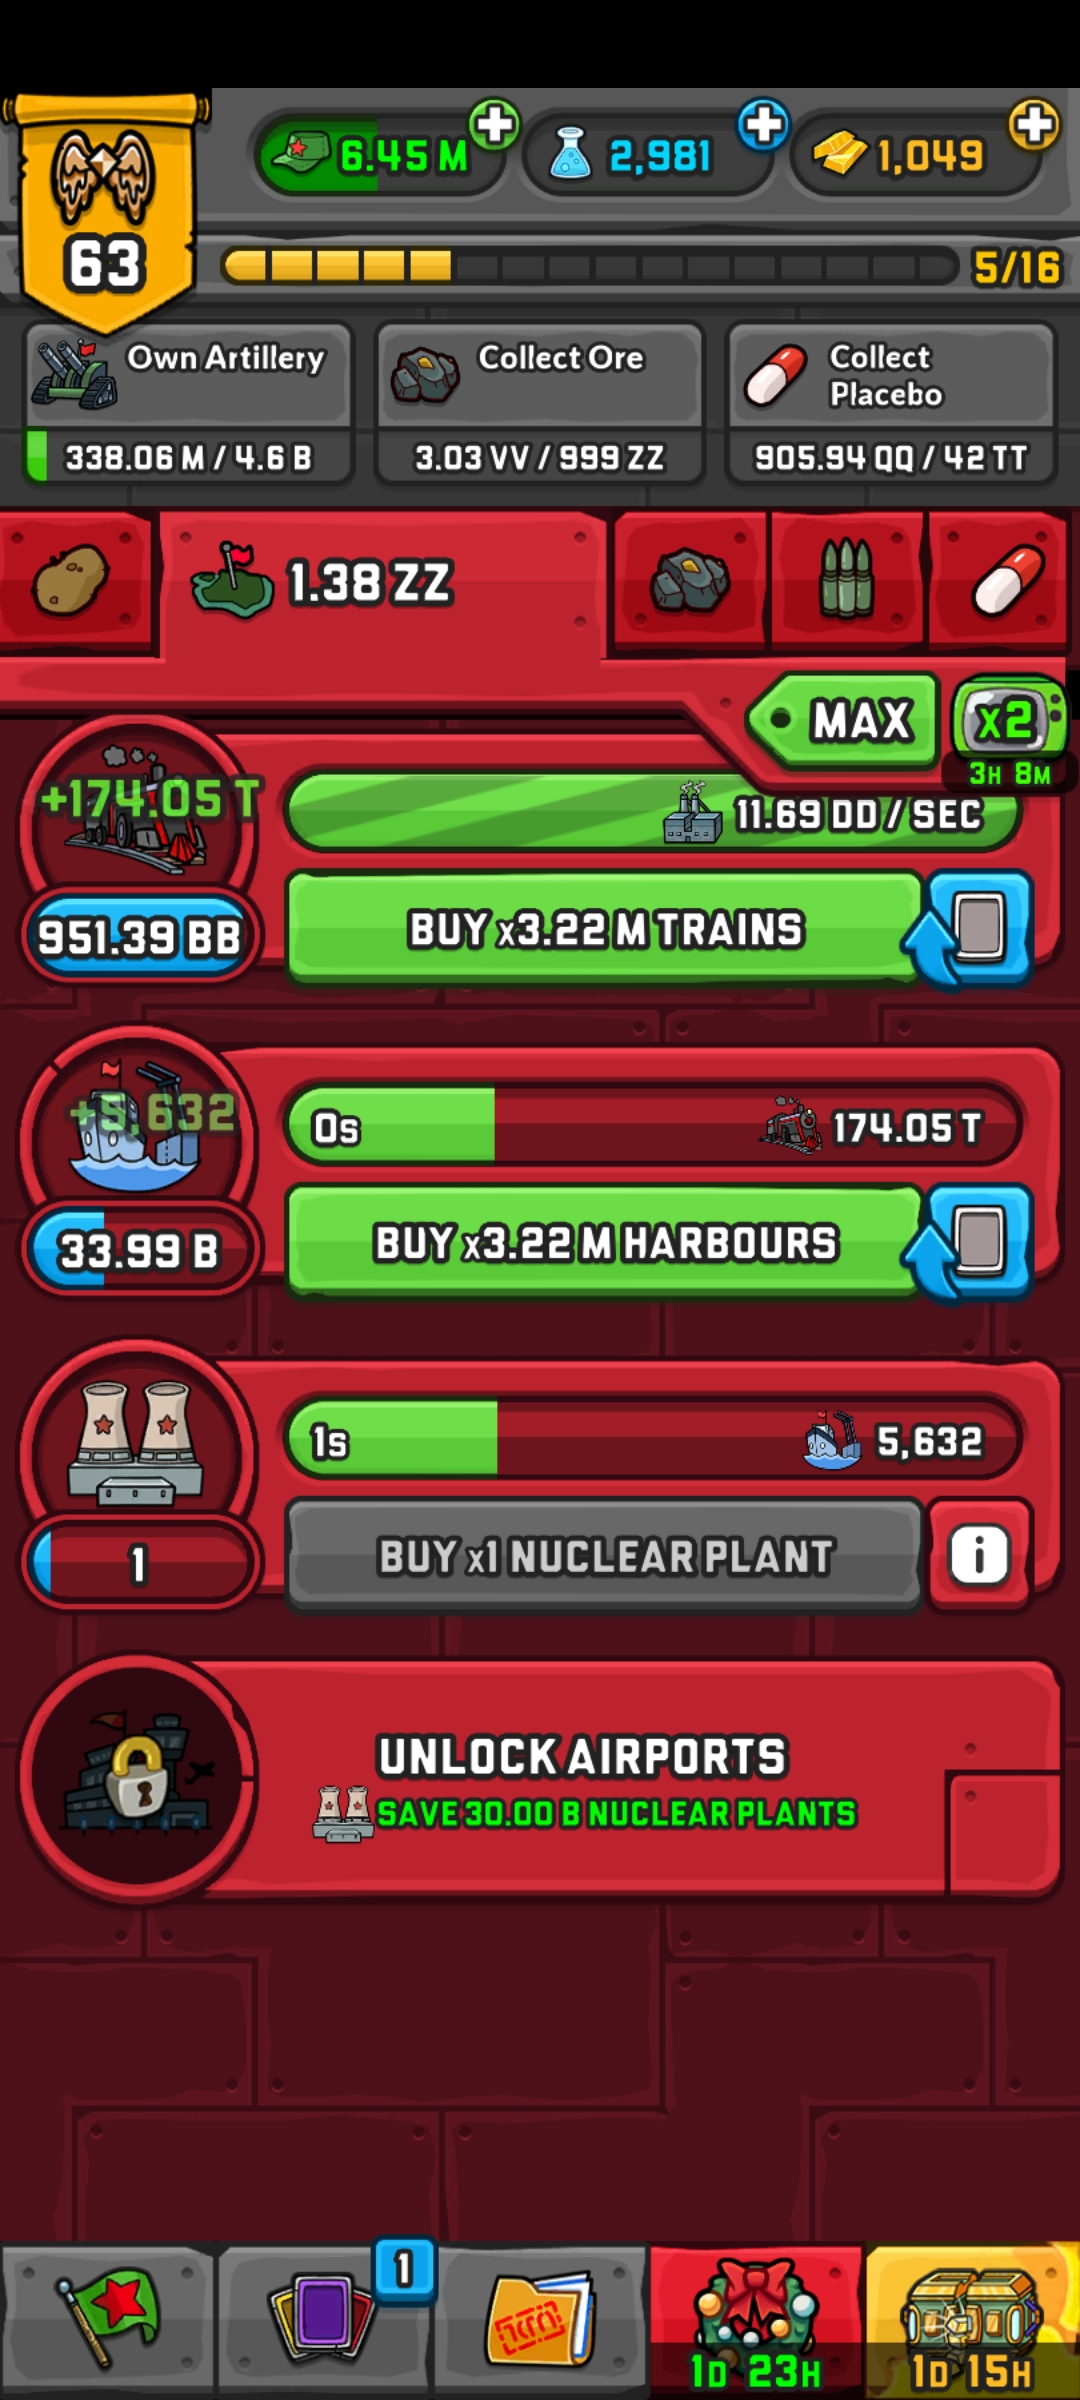 6.45 M
2,981
1,049
63
5/16
Own Artillery
338.06 M / 4.6 B
Collect Ore
3.03 VV / 999 ZZ
Collect
Placebo
905.94 QQ / 42 TT
1.38 ZZ
MAX
x2
3H 8M
+174.05 T
11.69 DD / SEC
951.39 BB
BUY x3.22 M TRAINS
+5,632
0s
174.05 T
33.99 B
BUY x3.22 M HARBOURS
1s
5,632
1
BUY x1 NUCLEAR PLANT
i
UNLOCK AIRPORTS
SAVE 30.00 B NUCLEAR PLANTS
1
1D 23H
1D 15H